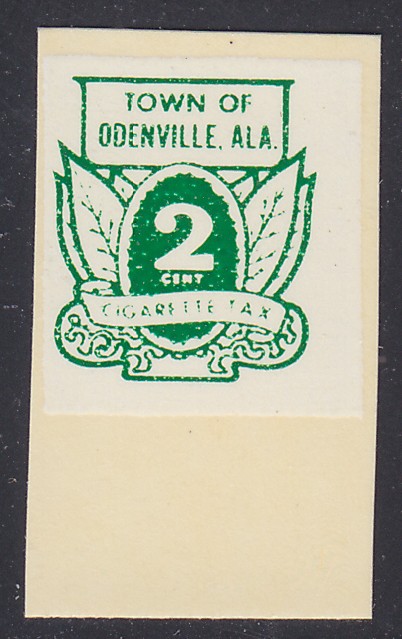 TOWN OF
ODENVILLE, ALA.
2
CENT
CIGARETTE TAX